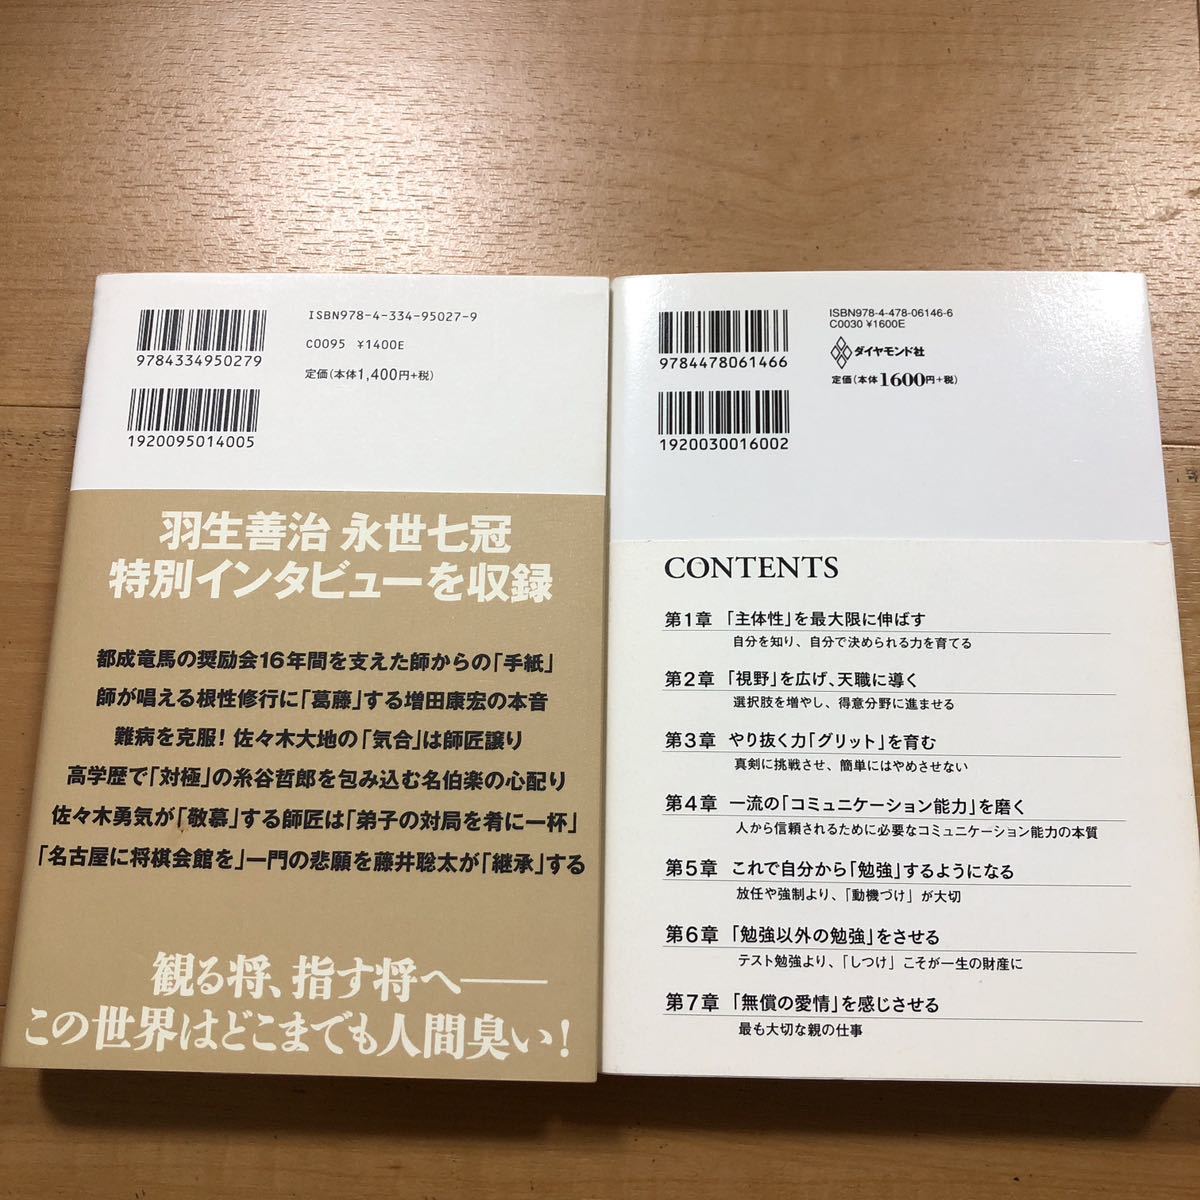 ISBN978-4-334-95027-9
C0095 ¥1400E
定価(本体1,400円+税)
9784334950279
1920095014005
羽生善治 永世七冠
特別インタビューを収録
都成竜馬の奨励会16年間を支えた師からの「手紙」
師が唱える根性修行に「葛藤」する増田康宏の本音
難病を克服！佐々木大地の「気合」は師匠譲り
高学歴で「対極」の糸谷哲郎を包み込む名伯楽の心配り
佐々木勇気が「敬慕」する師匠は「弟子の対局を肴に一杯」
「名古屋に将棋会館を」一門の悲願を藤井聡太が「継承」する
観る将、指す将へ――
この世界はどこまでも人間臭い！
ISBN978-4-478-06146-6
C0030 ¥1600E
ダイヤモンド社
定価(本体1600円+税)
9784478061466
1920030016002
CONTENTS
第1章 「主体性」を最大限に伸ばす
自分を知り、自分で決められる力を育てる
第2章 「視野」を広げ、天職に導く
選択肢を増やし、得意分野に進ませる
第3章 やり抜く力「グリット」を育む
真剣に挑戦させ、簡単にはやめさせない
第4章 一流の「コミュニケーション能力」を磨く
人から信頼されるために必要なコミュニケーション能力の本質
第5章 これで自分から「勉強」するようになる
放任や強制より、「動機づけ」が大切
第6章 「勉強以外の勉強」をさせる
テスト勉強より、「しつけ」こそが一生の財産に
第7章 「無償の愛情」を感じさせる
最も大切な親の仕事